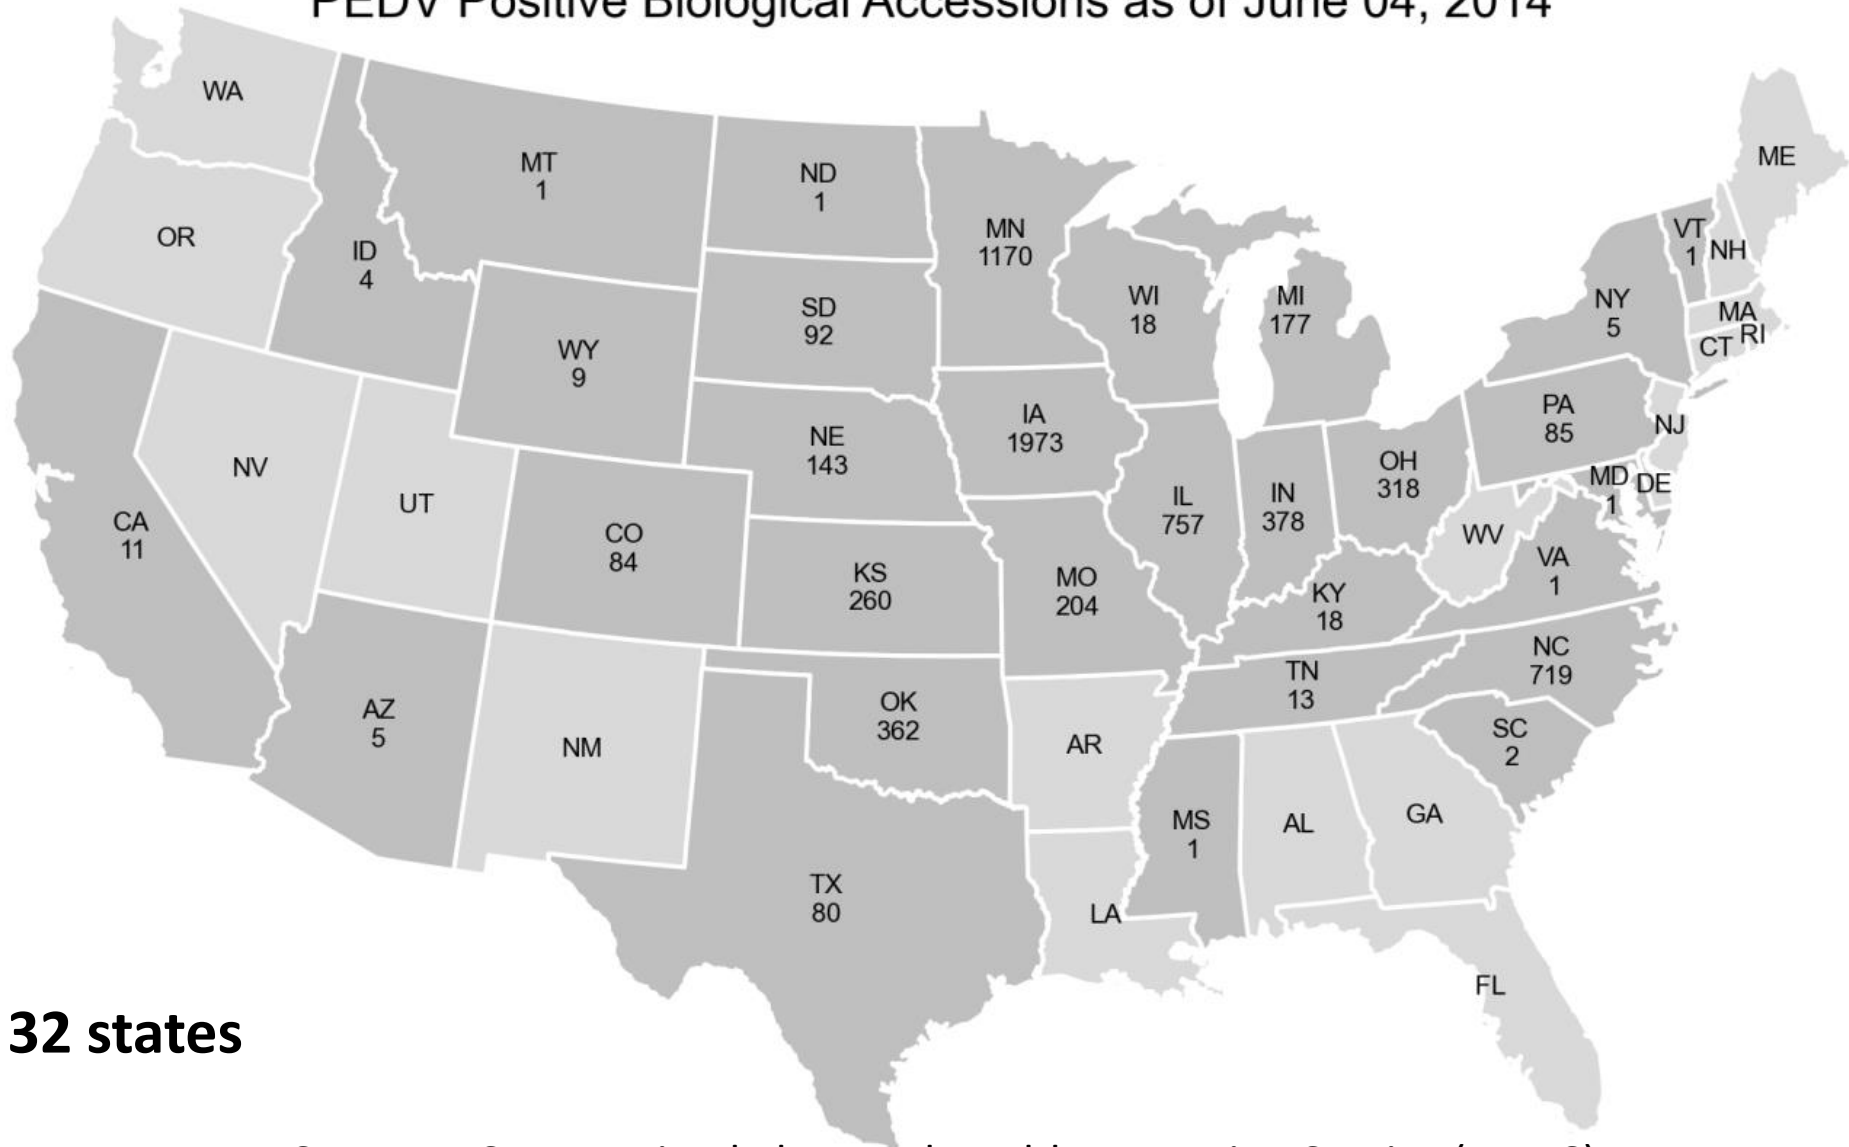 PEDV Positive Biological Accessions as of June 04, 2014
WA
MT
1
ND
1
MN
1170
ME
OR
ID
4
VT
1
NH
SD
92
WI
18
MI
177
NY
5
MA
RI
CT
WY
9
NE
143
IA
1973
PA
85
NJ
NV
UT
CA
11
CO
84
KS
260
MO
204
IL
757
IN
378
OH
318
MD
1
DE
WV
VA
1
KY
18
NC
719
TN
13
AZ
5
NM
OK
362
AR
SC
2
MS
1
AL
GA
TX
80
LA
FL
32 states